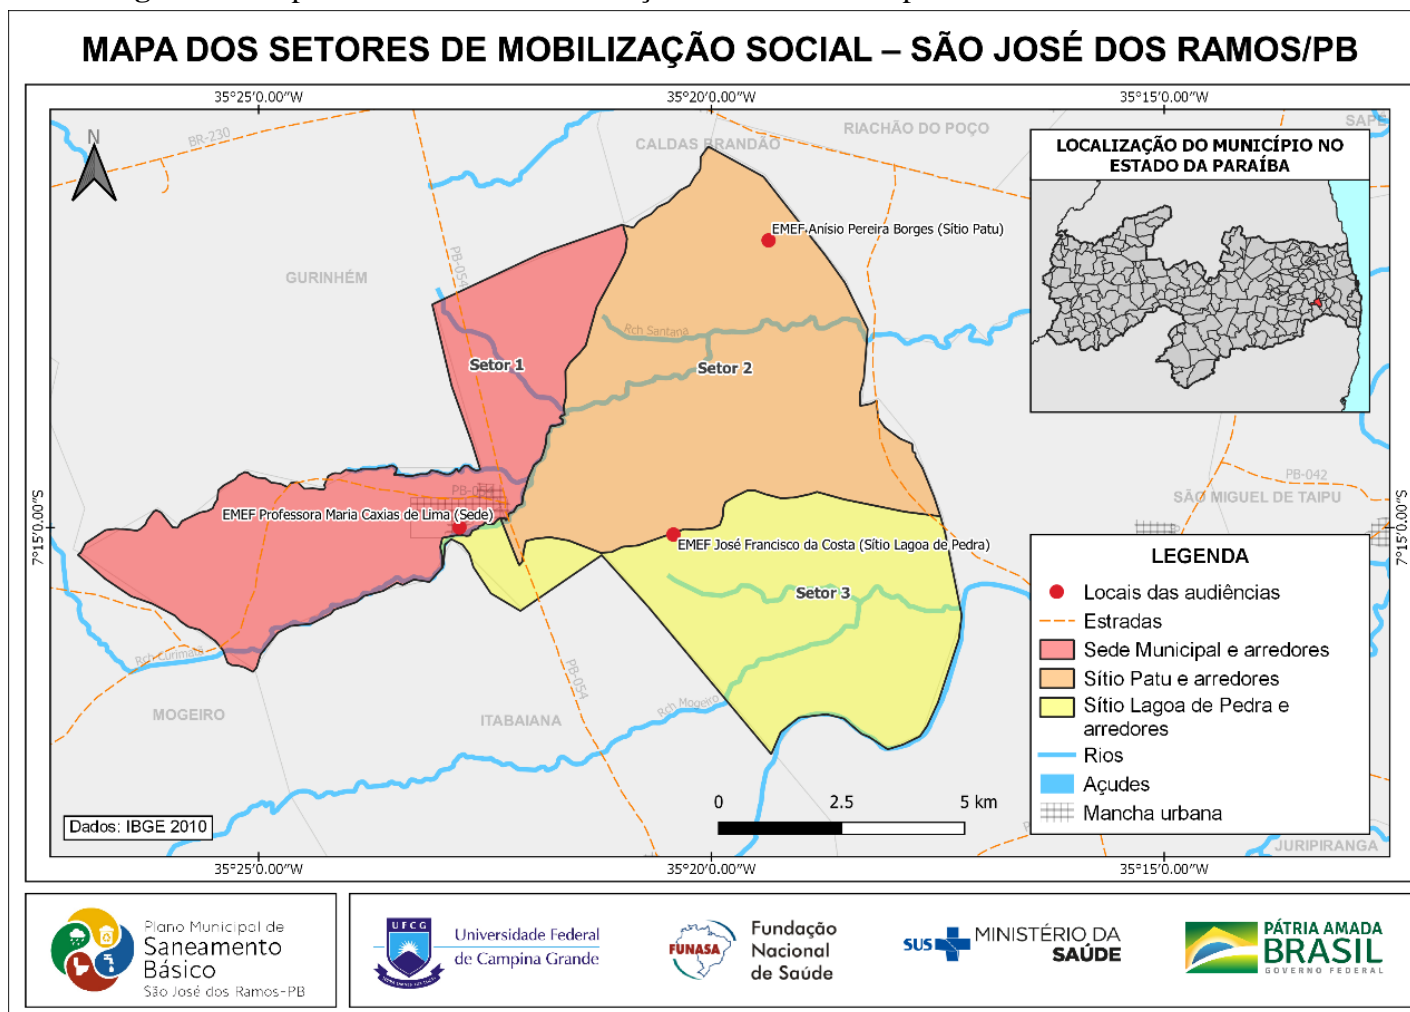 MAPA DOS SETORES DE MOBILIZAÇÃO SOCIAL – SÃO JOSÉ DOS RAMOS/PB
35°25'0.00"W
35°20'0.00"W
35°15'0.00"W
N
BR-230
CALDAS BRANDÃO
RIACHÃO DO POÇO
SAPÉ
LOCALIZAÇÃO DO MUNICÍPIO NO
ESTADO DA PARAÍBA
EMEF Anísio Pereira Borges (Sítio Patu)
PB-054
GURINHÉM
Rch Santana
Setor 1
Setor 2
PB-042
SÃO MIGUEL DE TAIPU
EMEF Professora Maria Caxias de Lima (Sede)
7°15'0.00"S
7°15'0.00"S
EMEF José Francisco da Costa (Sítio Lagoa de Pedra)
Setor 3
Rch Curimatã
PB-054
Rch Mogeiro
MOGEIRO
ITABAIANA
LEGENDA
Locais das audiências
Estradas
Sede Municipal e arredores
Sítio Patu e arredores
Sítio Lagoa de Pedra e
arredores
Rios
Açudes
Mancha urbana
0 2.5 5 km
Dados: IBGE 2010
JURIPIRANGA
35°25'0.00"W
35°20'0.00"W
35°15'0.00"W
Plano Municipal de
Saneamento
Básico
São José dos Ramos-PB
UFCG
Universidade Federal
de Campina Grande
FUNASA
Fundação
Nacional
de Saúde
SUS
MINISTÉRIO DA
SAÚDE
PÁTRIA AMADA
BRASIL
GOVERNO FEDERAL